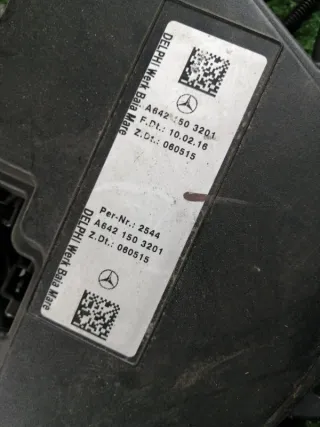 DELPHI Werk Baia Mare
A642 150 3201
F.Dt.: 10.02.16
Z.Dt.: 060515
Per-Nr.: 2544
A642 150 3201
Z.Dt.: 060515
DELPHI Werk Baia Mare